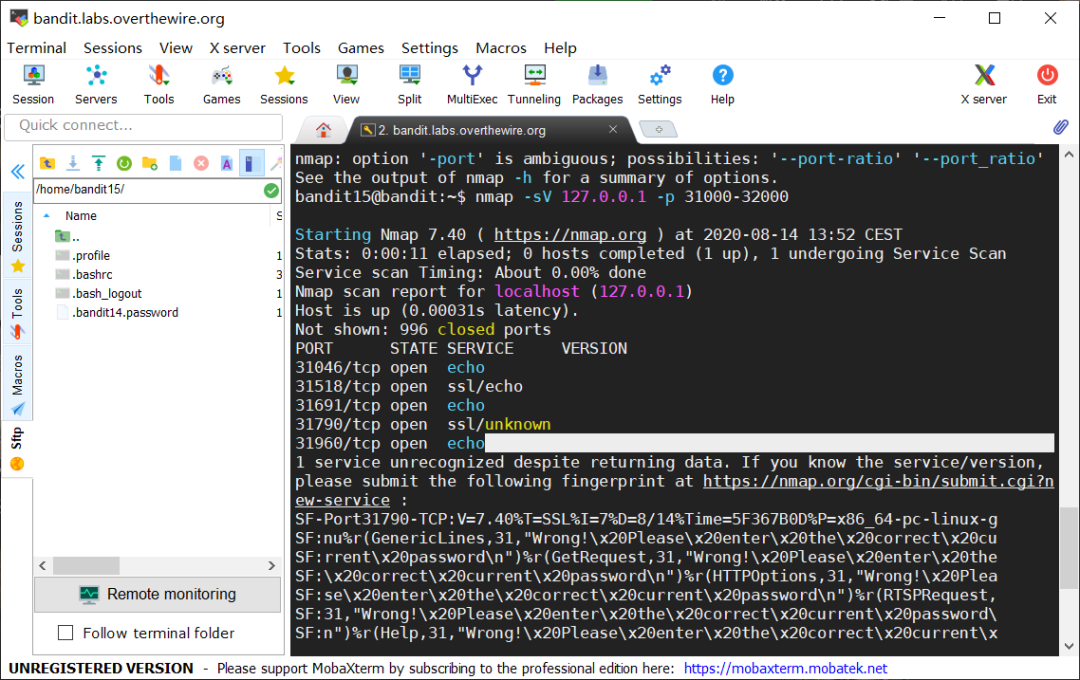 bandit.labs.overthewire.org
Terminal Sessions View X server Tools Games Settings Macros Help
Session Servers Tools Games Sessions View Split MultiExec Tunneling Packages Settings Help X server Exit
Quick connect...
2. bandit.labs.overthewire.org
Sessions
Tools
Macros
Sftp
/home/bandit15/
Name S
..
.profile 1
.bashrc 3
.bash_logout 1
.bandit14.password 1
Remote monitoring
Follow terminal folder
nmap: option '-port' is ambiguous; possibilities: '--port-ratio' '--port_ratio'
See the output of nmap -h for a summary of options.
bandit15@bandit:~$ nmap -sV 127.0.0.1 -p 31000-32000
Starting Nmap 7.40 ( https://nmap.org ) at 2020-08-14 13:52 CEST
Stats: 0:00:11 elapsed; 0 hosts completed (1 up), 1 undergoing Service Scan
Service scan Timing: About 0.00% done
Nmap scan report for localhost (127.0.0.1)
Host is up (0.00031s latency).
Not shown: 996 closed ports
PORT STATE SERVICE VERSION
31046/tcp open echo
31518/tcp open ssl/echo
31691/tcp open echo
31790/tcp open ssl/unknown
31960/tcp open echo
1 service unrecognized despite returning data. If you know the service/version,
please submit the following fingerprint at https://nmap.org/cgi-bin/submit.cgi?n
ew-service :
SF-Port31790-TCP:V=7.40%T=SSL%I=7%D=8/14%Time=5F367B0D%P=x86_64-pc-linux-g
SF:nu%r(GenericLines,31,"Wrong!\x20Please\x20enter\x20the\x20correct\x20cu
SF:rrent\x20password\n")%r(GetRequest,31,"Wrong!\x20Please\x20enter\x20the
SF:\x20correct\x20current\x20password\n")%r(HTTPOptions,31,"Wrong!\x20Plea
SF:se\x20enter\x20the\x20correct\x20current\x20password\n")%r(RTSPRequest,
SF:31,"Wrong!\x20Please\x20enter\x20the\x20correct\x20current\x20password\
SF:n")%r(Help,31,"Wrong!\x20Please\x20enter\x20the\x20correct\x20current\x
UNREGISTERED VERSION - Please support MobaXterm by subscribing to the professional edition here: https://mobaxterm.mobatek.net